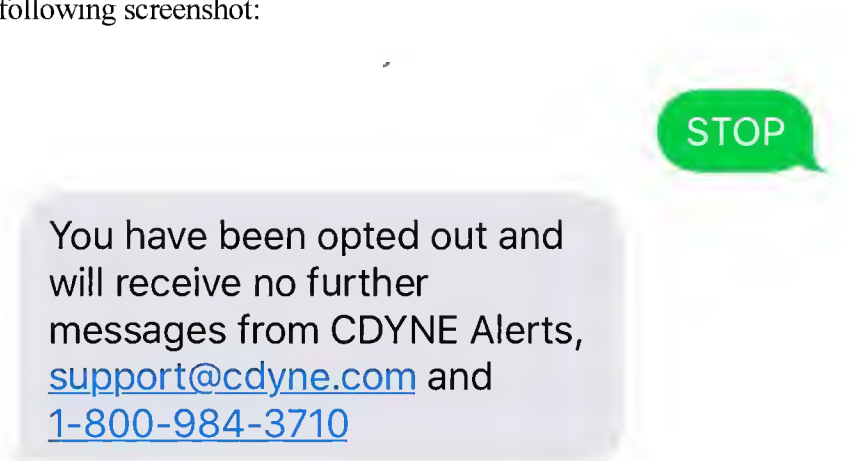 following screenshot:
STOP
You have been opted out and
will receive no further
messages from CDYNE Alerts,
support@cdyne.com and
1-800-984-3710